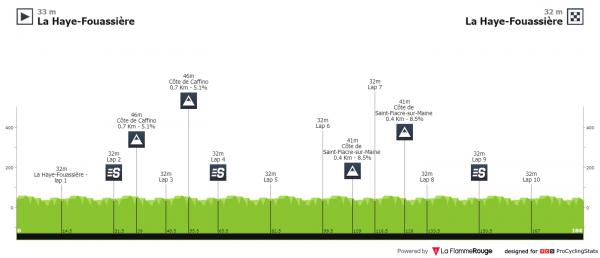 33 m
La Haye-Fouassière
32 m
La Haye-Fouassière
46m
Côte de Caffino
0.7 Km - 5.1%
32m
Lap 7
46m
Côte de Caffino
0.7 Km - 5.1%
41m
Côte de
Saint-Fiacre-sur-Maine
0.4 Km - 8.5%
32m
Lap 6
41m
Côte de
Saint-Fiacre-sur-Maine
0.4 Km - 8.5%
32m
Lap 2
32m
Lap 4
32m
Lap 9
32m
La Haye-Fouassière -
lap 1
32m
Lap 3
32m
Lap 5
32m
Lap 8
32m
Lap 10
400
200
0
400
200
0
0 14.5 31.5 39 48.5 55.5 65.5 82.5 99.5 109 116.5 126 133.5 150.5 167.5
Powered by La FlammeRouge designed for PCS ProCyclingStats